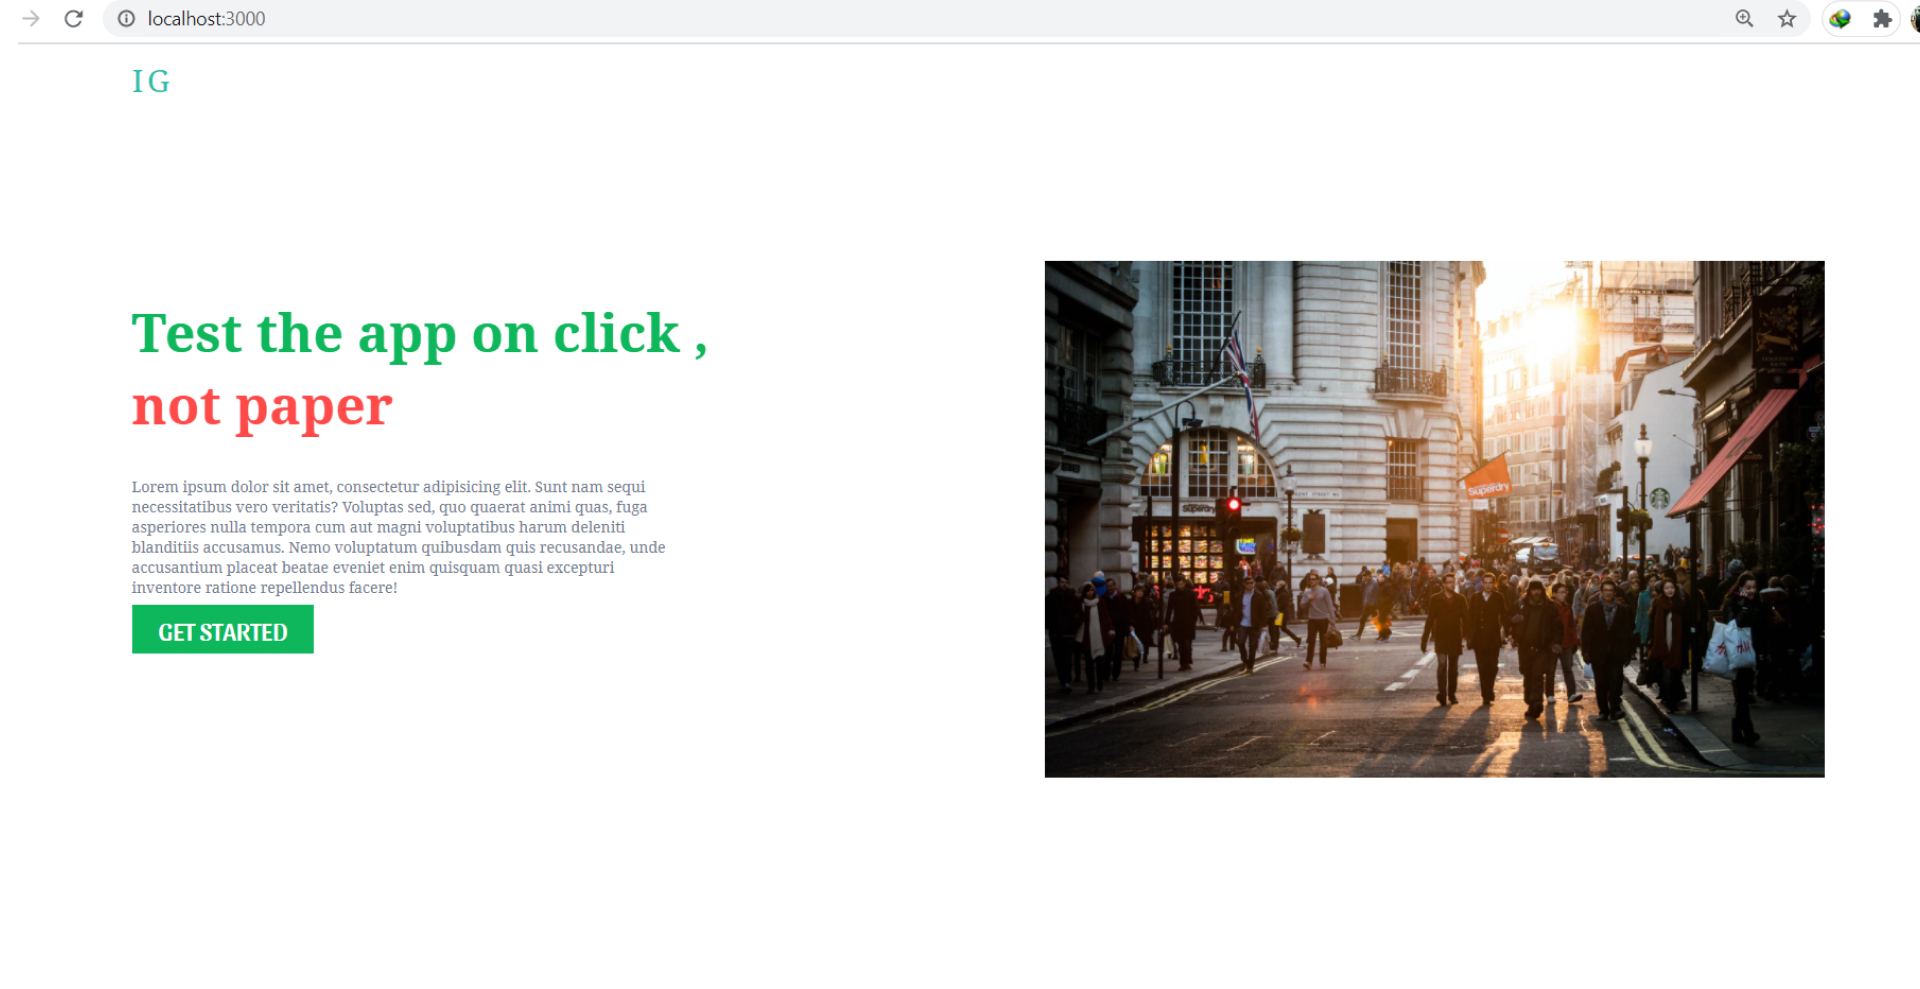 localhost:3000
IG
Test the app on click ,
not paper
Lorem ipsum dolor sit amet, consectetur adipisicing elit. Sunt nam sequi
necessitatibus vero veritatis? Voluptas sed, quo quaerat animi quas, fuga
asperiores nulla tempora cum aut magni voluptatibus harum deleniti
blanditiis accusamus. Nemo voluptatum quibusdam quis recusandae, unde
accusantium placeat beatae eveniet enim quisquam quasi excepturi
inventore ratione repellendus facere!
GET STARTED
Superdry
Superdry